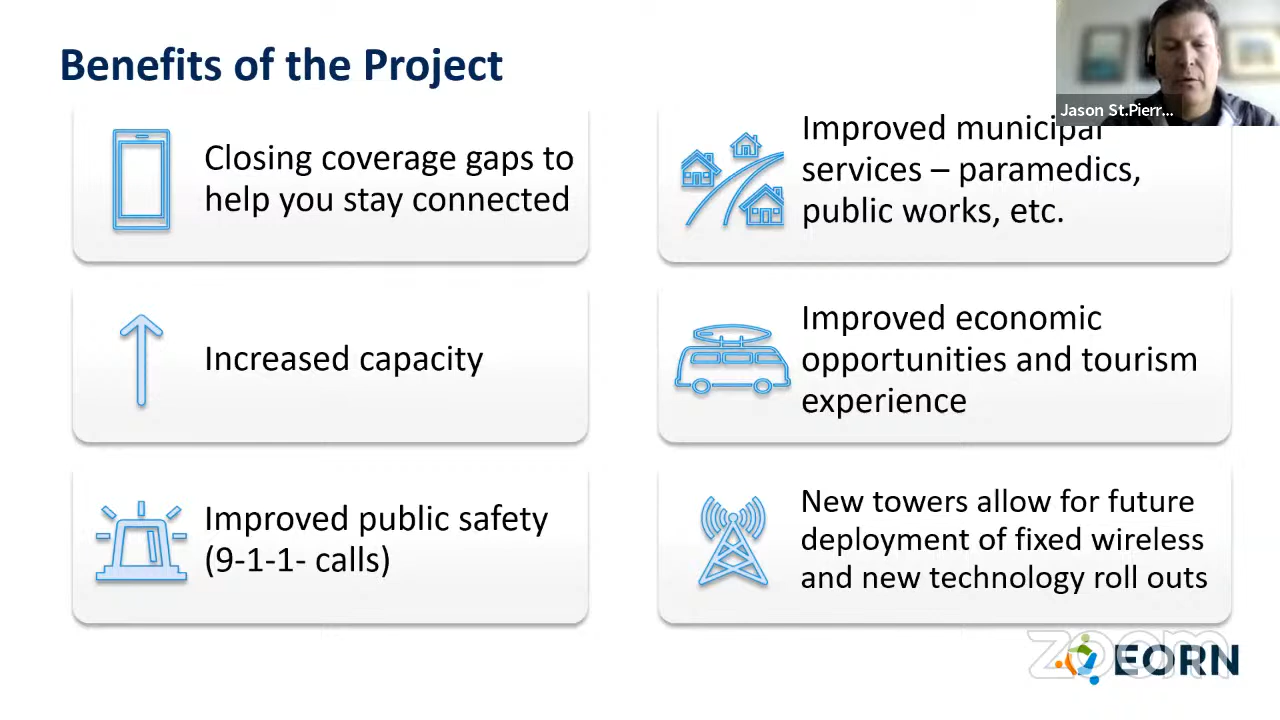 Benefits of the Project
Jason St.Pierr...
Closing coverage gaps to
help you stay connected
Improved municipal
services – paramedics,
public works, etc.
Increased capacity
Improved economic
opportunities and tourism
experience
Improved public safety
(9-1-1- calls)
New towers allow for future
deployment of fixed wireless
and new technology roll outs
zoom
EORN